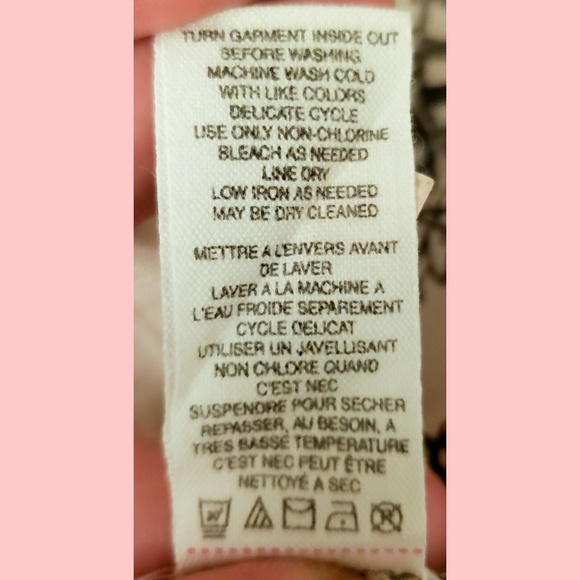 TURN GARMENT INSIDE OUT
BEFORE WASHING
MACHINE WASH COLD
WITH LIKE COLORS
DELICATE CYCLE
USE ONLY NON-CHLORINE
BLEACH AS NEEDED
LINE DRY
LOW IRON AS NEEDED
MAY BE DRY CLEANED
METTRE A L'ENVERS AVANT
DE LAVER
LAVER A LA MACHINE A
L'EAU FROIDE SEPAREMENT
CYCLE DELICAT
UTILISER UN JAVELLISANT
NON CHLORE QUAND
C'EST NEC
SUSPENDRE POUR SECHER
REPASSER, AU BESOIN, A
TRES BASSE TEMPERATURE
C'EST NEC PEUT ÊTRE
NETTOYÉ A SEC